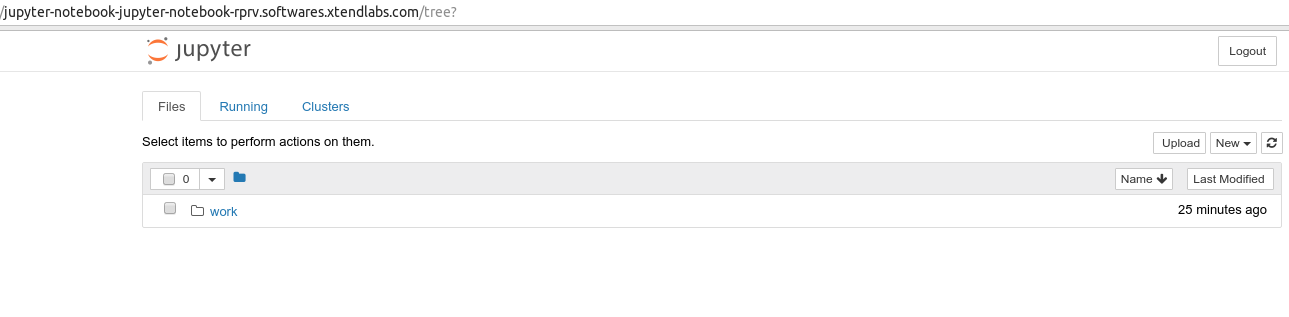 /jupyter-notebook-jupyter-notebook-rprv.softwares.xtendlabs.com/tree?
jupyter Logout
Files Running Clusters
Select items to perform actions on them. Upload New
0 Name Last Modified
work 25 minutes ago